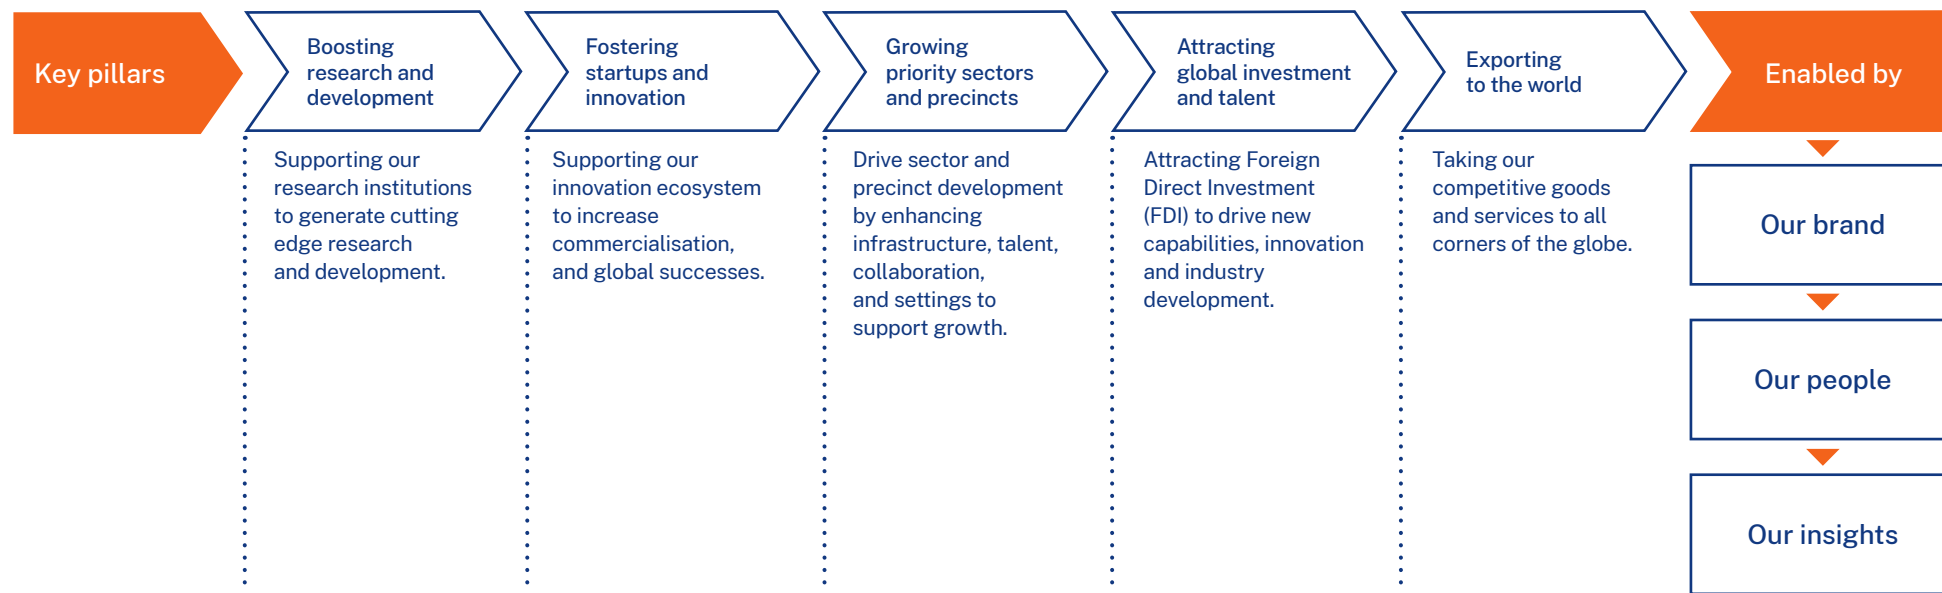 Key pillars
Boosting
research and
development
Supporting our
research institutions
to generate cutting
edge research
and development.
Fostering
startups and
innovation
Supporting our
innovation ecosystem
to increase
commercialisation,
and global successes.
Growing
priority sectors
and precincts
Drive sector and
precinct development
by enhancing
infrastructure, talent,
collaboration,
and settings to
support growth.
Attracting
global investment
and talent
Attracting Foreign
Direct Investment
(FDI) to drive new
capabilities, innovation
and industry
development.
Exporting
to the world
Taking our
competitive goods
and services to all
corners of the globe.
Enabled by
Our brand
Our people
Our insights